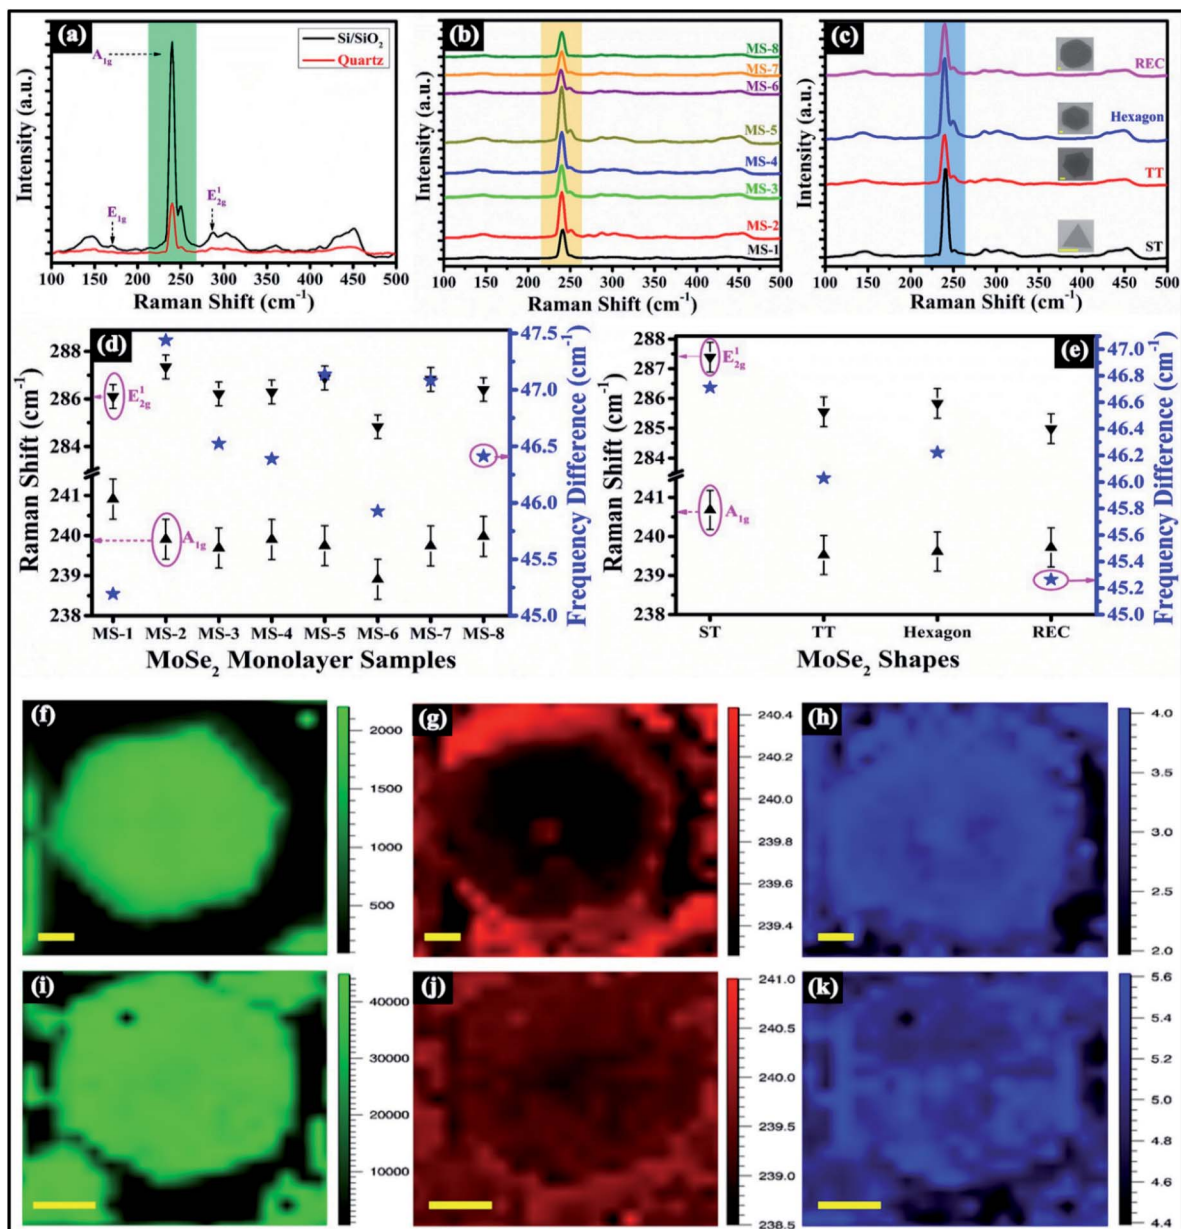 (a)
Si/SiO2
Quartz
A1g
E1g
E12g
Intensity (a.u.)
100 150 200 250 300 350 400 450 500
Raman Shift (cm-1)
(b)
MS-8
MS-7
MS-6
MS-5
MS-4
MS-3
MS-2
MS-1
Intensity (a.u.)
100 150 200 250 300 350 400 450 500
Raman Shift (cm-1)
(c)
REC
Hexagon
TT
ST
Intensity (a.u.)
100 150 200 250 300 350 400 450 500
Raman Shift (cm-1)
(d)
E12g
A1g
Raman Shift (cm-1)
288
286
284
241
240
239
238
47.5
47.0
46.5
46.0
45.5
45.0
Frequency Difference (cm-1)
MS-1 MS-2 MS-3 MS-4 MS-5 MS-6 MS-7 MS-8
MoSe2 Monolayer Samples
(e)
E12g
A1g
Raman Shift (cm-1)
288
287
286
285
284
241
240
239
238
47.0
46.8
46.6
46.4
46.2
46.0
45.8
45.6
45.4
45.2
45.0
Frequency Difference (cm-1)
ST TT Hexagon REC
MoSe2 Shapes
(f)
2000
1500
1000
500
(g)
240.4
240.2
240.0
239.8
239.6
239.4
(h)
4.0
3.5
3.0
2.5
2.0
(i)
40000
30000
20000
10000
(j)
241.0
240.5
240.0
239.5
239.0
238.5
(k)
5.6
5.4
5.2
5.0
4.8
4.6
4.4